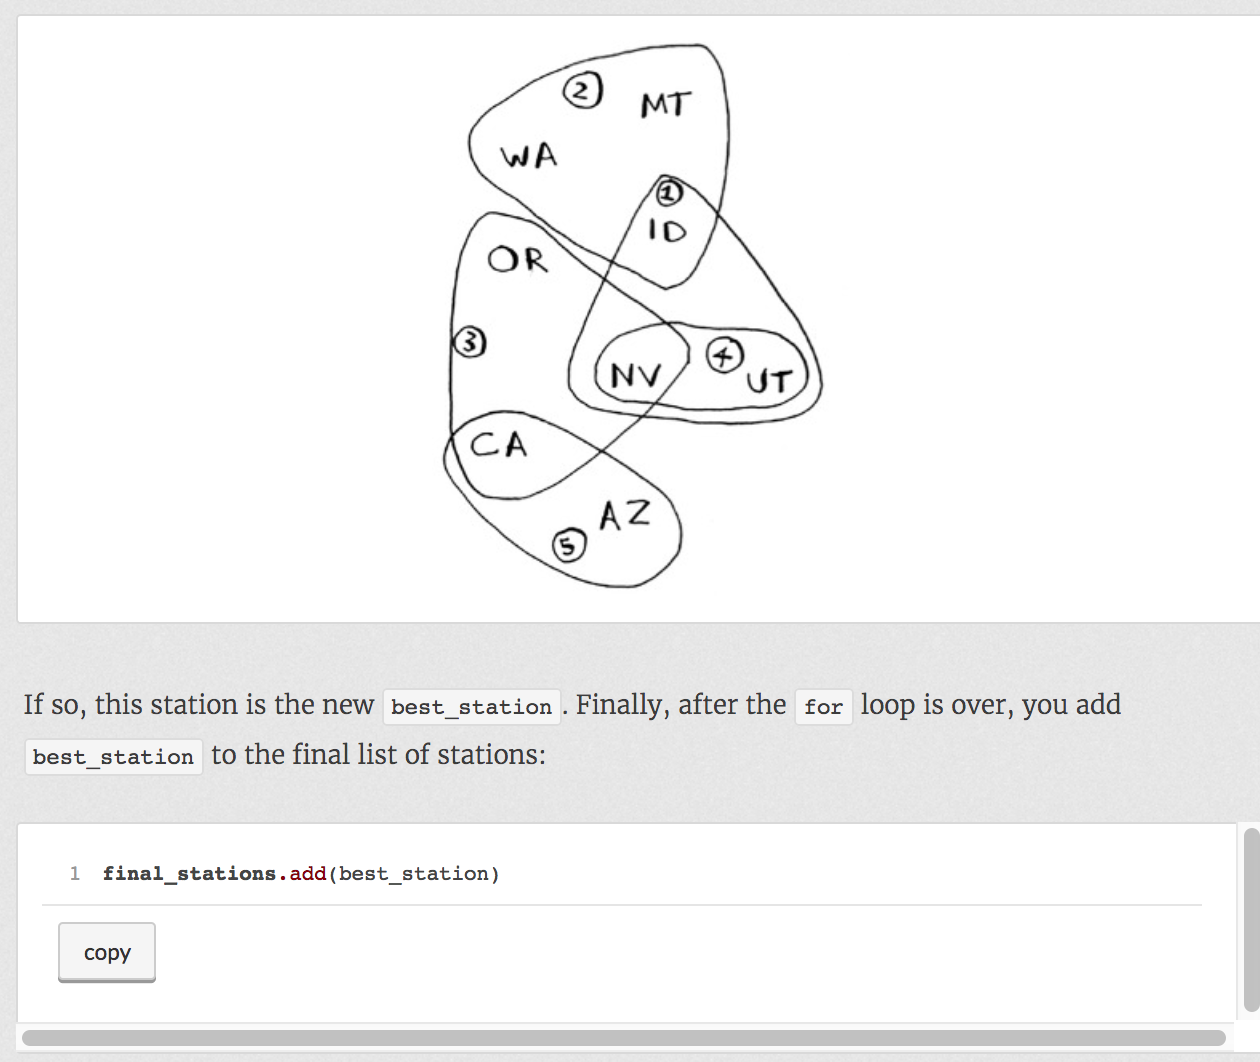 2
MT
WA
1
ID
OR
3
4
NV
UT
CA
AZ
5
If so, this station is the new best_station. Finally, after the for loop is over, you add
best_station to the final list of stations:
1 final_stations.add(best_station)
copy